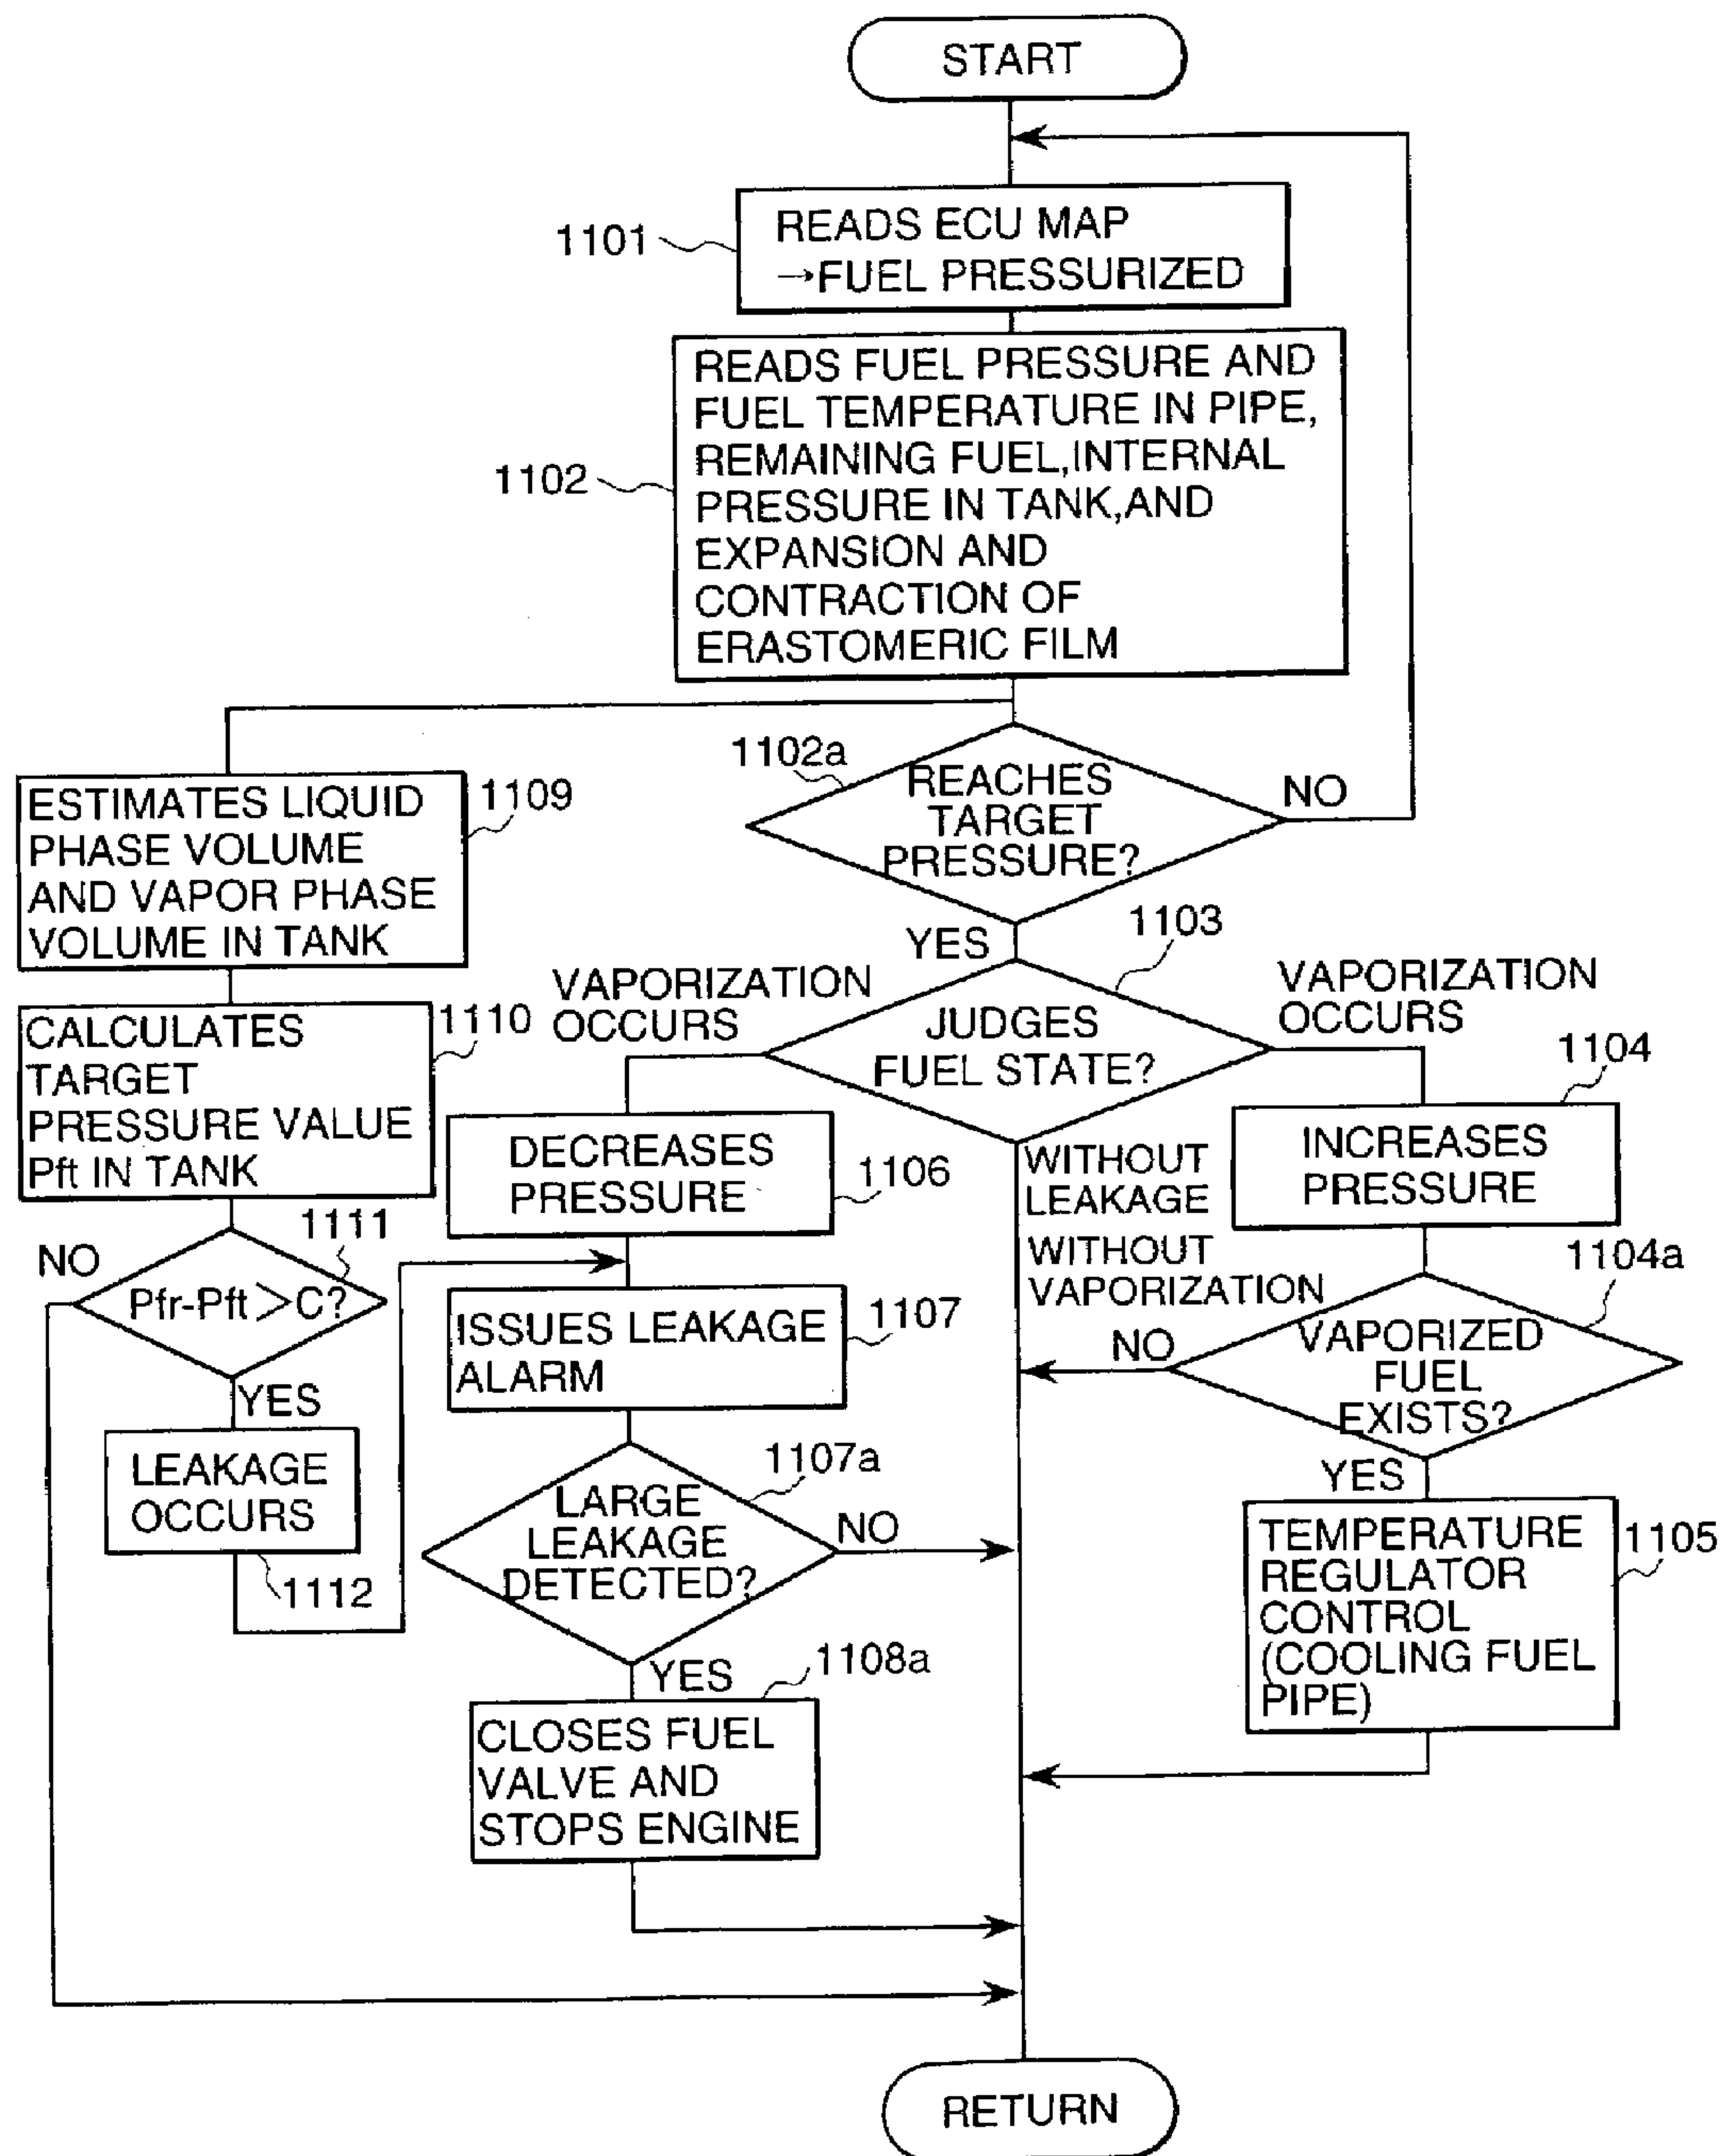 START
1101
READS ECU MAP
→FUEL PRESSURIZED
1102
READS FUEL PRESSURE AND
FUEL TEMPERATURE IN PIPE,
REMAINING FUEL,INTERNAL
PRESSURE IN TANK,AND
EXPANSION AND
CONTRACTION OF
ERASTOMERIC FILM
1102a
REACHES
TARGET
PRESSURE?
NO
YES
1109
ESTIMATES LIQUID
PHASE VOLUME
AND VAPOR PHASE
VOLUME IN TANK
1110
CALCULATES
TARGET
PRESSURE VALUE
Pft IN TANK
1111
NO
Pfr-Pft＞C?
YES
LEAKAGE
OCCURS
1112
1103
VAPORIZATION
OCCURS
JUDGES
FUEL STATE?
VAPORIZATION
OCCURS
DECREASES
PRESSURE
1106
ISSUES LEAKAGE
ALARM
1107
1107a
LARGE
LEAKAGE
DETECTED?
NO
YES
1108a
CLOSES FUEL
VALVE AND
STOPS ENGINE
WITHOUT
LEAKAGE
WITHOUT
VAPORIZATION
1104
INCREASES
PRESSURE
1104a
VAPORIZED
FUEL
EXISTS?
NO
YES
TEMPERATURE
REGULATOR
CONTROL
(COOLING FUEL
PIPE)
1105
RETURN